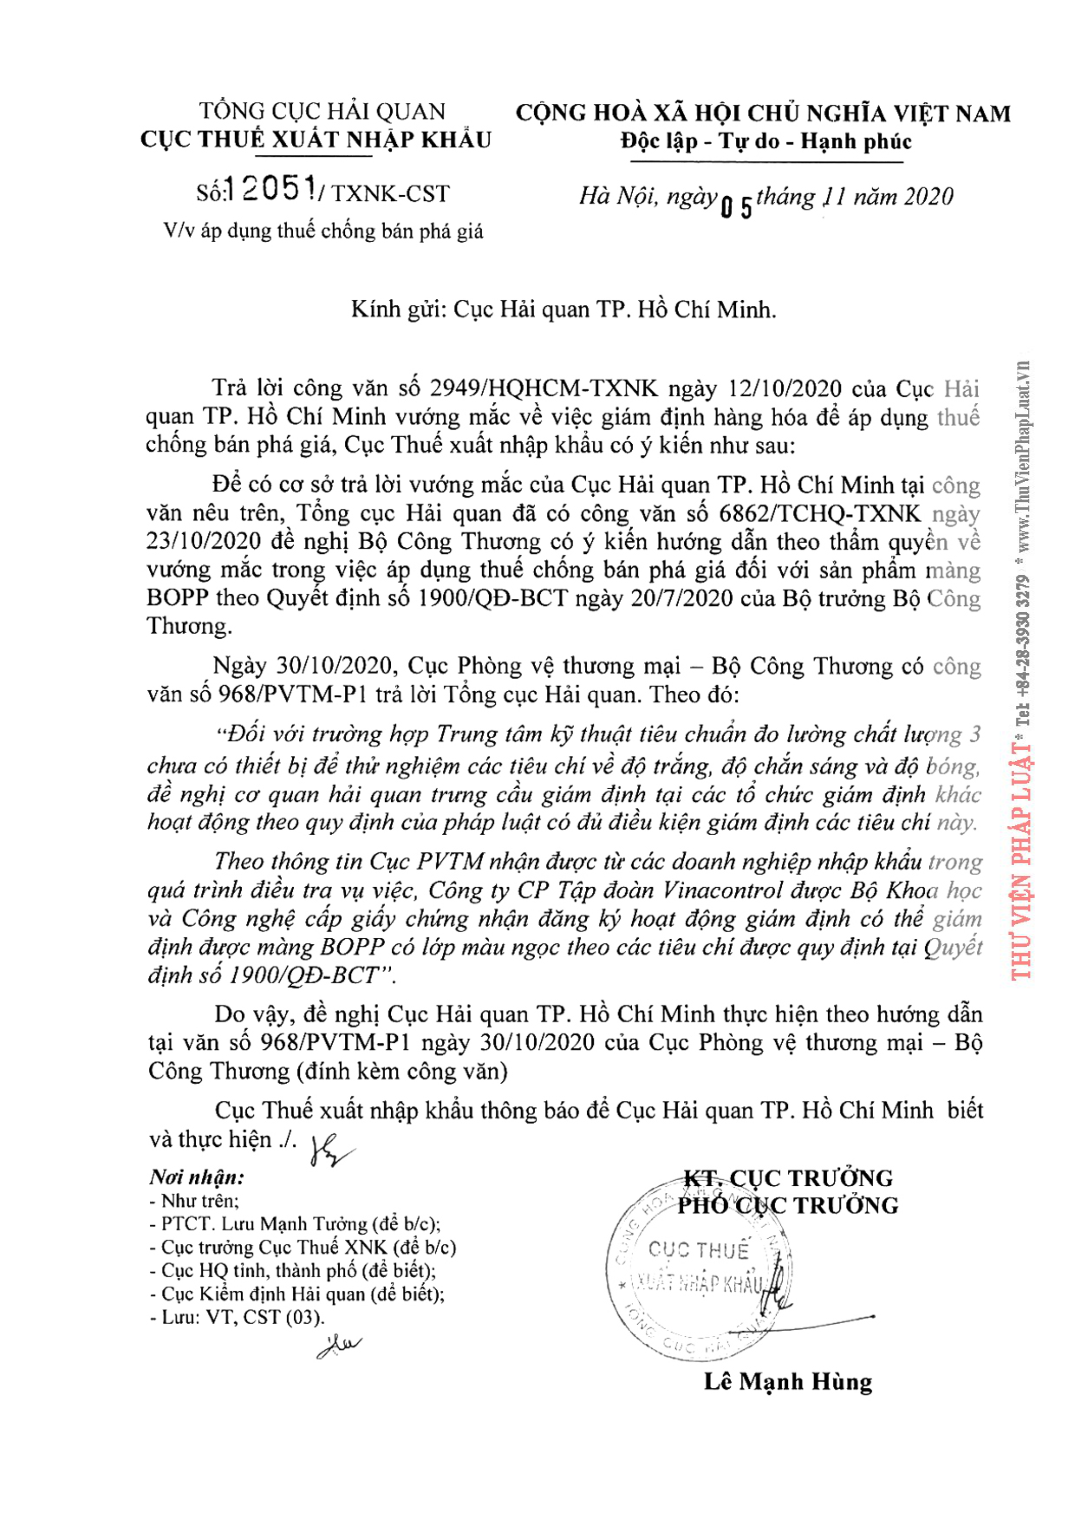 TỔNG CỤC HẢI QUAN
CỤC THUẾ XUẤT NHẬP KHẨU
CỘNG HOÀ XÃ HỘI CHỦ NGHĨA VIỆT NAM
Độc lập - Tự do - Hạnh phúc
Số:12051/ TXNK-CST
V/v áp dụng thuế chống bán phá giá
Hà Nội, ngày 05 tháng 11 năm 2020
Kính gửi: Cục Hải quan TP. Hồ Chí Minh.
Trả lời công văn số 2949/HQHCM-TXNK ngày 12/10/2020 của Cục Hải
quan TP. Hồ Chí Minh vướng mắc về việc giám định hàng hóa để áp dụng thuế
chống bán phá giá, Cục Thuế xuất nhập khẩu có ý kiến như sau:
Để có cơ sở trả lời vướng mắc của Cục Hải quan TP. Hồ Chí Minh tại công
văn nêu trên, Tổng cục Hải quan đã có công văn số 6862/TCHQ-TXNK ngày
23/10/2020 đề nghị Bộ Công Thương có ý kiến hướng dẫn theo thẩm quyền về
vướng mắc trong việc áp dụng thuế chống bán phá giá đối với sản phẩm màng
BOPP theo Quyết định số 1900/QĐ-BCT ngày 20/7/2020 của Bộ trưởng Bộ Công
Thương.
Ngày 30/10/2020, Cục Phòng vệ thương mại – Bộ Công Thương có công
văn số 968/PVTM-P1 trả lời Tổng cục Hải quan. Theo đó:
“Đối với trường hợp Trung tâm kỹ thuật tiêu chuẩn đo lường chất lượng 3
chưa có thiết bị để thử nghiệm các tiêu chí về độ trắng, độ chắn sáng và độ bóng,
đề nghị cơ quan hải quan trưng cầu giám định tại các tổ chức giám định khác
hoạt động theo quy định của pháp luật có đủ điều kiện giám định các tiêu chí này.
Theo thông tin Cục PVTM nhận được từ các doanh nghiệp nhập khẩu trong
quá trình điều tra vụ việc, Công ty CP Tập đoàn Vinacontrol được Bộ Khoa học
và Công nghệ cấp giấy chứng nhận đăng ký hoạt động giám định có thể giám
định được màng BOPP có lớp màu ngọc theo các tiêu chí được quy định tại Quyết
định số 1900/QĐ-BCT”.
Do vậy, đề nghị Cục Hải quan TP. Hồ Chí Minh thực hiện theo hướng dẫn
tại văn số 968/PVTM-P1 ngày 30/10/2020 của Cục Phòng vệ thương mại – Bộ
Công Thương (đính kèm công văn)
Cục Thuế xuất nhập khẩu thông báo để Cục Hải quan TP. Hồ Chí Minh biết
và thực hiện ./.
Nơi nhận:
- Như trên;
- PTCT. Lưu Mạnh Tưởng (để b/c);
- Cục trưởng Cục Thuế XNK (để b/c)
- Cục HQ tỉnh, thành phố (để biết);
- Cục Kiểm định Hải quan (để biết);
- Lưu: VT, CST (03).
KT. CỤC TRƯỞNG
PHÓ CỤC TRƯỞNG
CỤC THUẾ
XUẤT NHẬP KHẨU
TỔNG CỤC HẢI QUAN
Lê Mạnh Hùng
THƯ VIỆN PHÁP LUẬT * Tel: +84-28-3930 3279 * www.ThuVienPhapLuat.vn